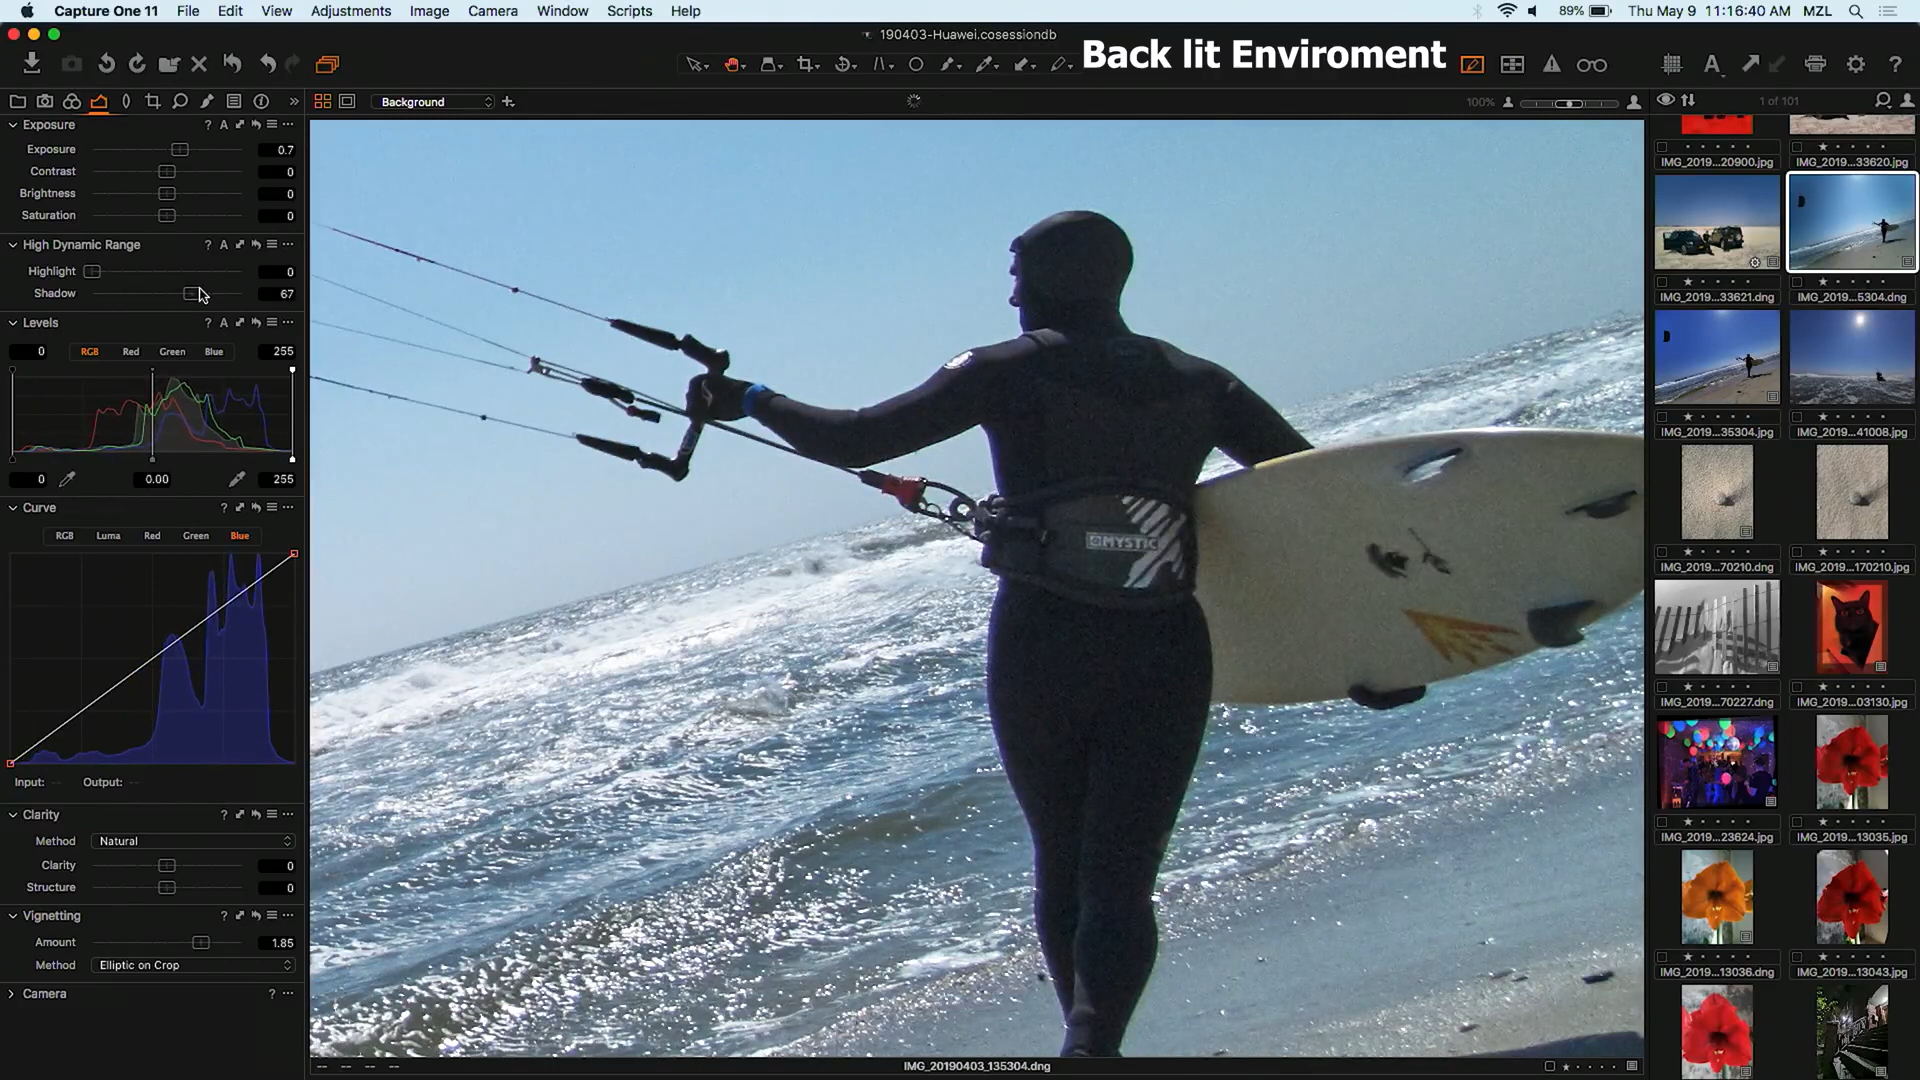 Capture One 11 File Edit View Adjustments Image Camera Window Scripts Help 89% Thu May 9 11:16:40 AM MZL
190403-Huawei.cosessiondb
Back lit Enviroment
Background
100%
1 of 101
Exposure
Exposure 0.7
Contrast 0
Brightness 0
Saturation 0
High Dynamic Range
Highlight 0
Shadow 67
Levels
0 RGB Red Green Blue 255
0 0.00 255
Curve
RGB Luma Red Green Blue
Input: -- Output: --
Clarity
Method Natural
Clarity 0
Structure 0
Vignetting
Amount 1.85
Method Elliptic on Crop
Camera
MYSTIC
IMG_20190403_135304.dng
IMG_2019...20900.jpg IMG_2019...33620.jpg
IMG_2019...33621.dng IMG_2019...5304.dng
IMG_2019...35304.jpg IMG_2019...41008.jpg
IMG_2019...70210.dng IMG_2019...170210.jpg
IMG_2019...70227.dng IMG_2019...03130.jpg
IMG_2019...23624.jpg IMG_2019...13035.jpg
IMG_2019...13036.dng IMG_2019...13043.jpg